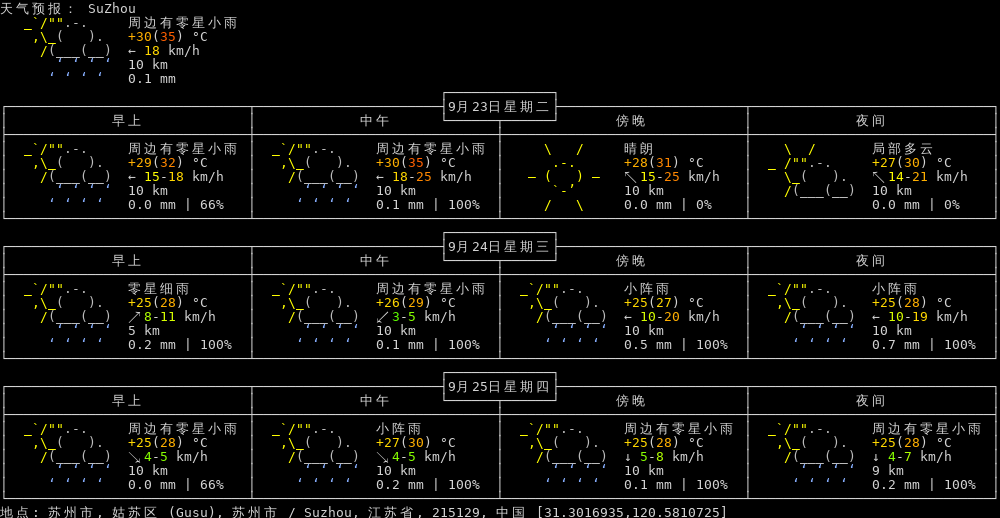 天气预报： SuZhou
周边有零星小雨
+30(35) °C
← 18 km/h
10 km
0.1 mm
9月23日星期二
早上 中午 傍晚 夜间
周边有零星小雨 周边有零星小雨 晴朗 局部多云
+29(32) °C +30(35) °C +28(31) °C +27(30) °C
← 15-18 km/h ← 18-25 km/h ↖ 15-25 km/h ↖ 14-21 km/h
10 km 10 km 10 km 10 km
0.0 mm | 66% 0.1 mm | 100% 0.0 mm | 0% 0.0 mm | 0%
9月24日星期三
早上 中午 傍晚 夜间
零星细雨 周边有零星小雨 小阵雨 小阵雨
+25(28) °C +26(29) °C +25(27) °C +25(28) °C
↗ 8-11 km/h ↙ 3-5 km/h ← 10-20 km/h ← 10-19 km/h
5 km 10 km 10 km 10 km
0.2 mm | 100% 0.1 mm | 100% 0.5 mm | 100% 0.7 mm | 100%
9月25日星期四
早上 中午 傍晚 夜间
周边有零星小雨 小阵雨 周边有零星小雨 周边有零星小雨
+25(28) °C +27(30) °C +25(28) °C +25(28) °C
↘ 4-5 km/h ↘ 4-5 km/h ↓ 5-8 km/h ↓ 4-7 km/h
10 km 10 km 10 km 9 km
0.0 mm | 66% 0.2 mm | 100% 0.1 mm | 100% 0.2 mm | 100%
地点: 苏州市, 姑苏区 (Gusu), 苏州市 / Suzhou, 江苏省, 215129, 中国 [31.3016935,120.5810725]